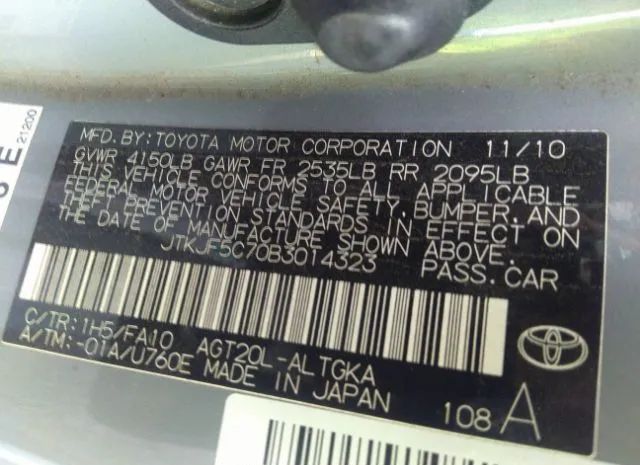 MFD. BY: TOYOTA MOTOR CORPORATION 11/10
GVWR 4150LB GAWR FR 2535LB RR 2095LB
THIS VEHICLE CONFORMS TO ALL APPLICABLE
FEDERAL MOTOR VEHICLE SAFETY, BUMPER, AND
THEFT PREVENTION STANDARDS IN EFFECT ON
THE DATE OF MANUFACTURE SHOWN ABOVE.
JTKJF5C70B3014323 PASS. CAR
C/TR: 1H5/FA10 AGT20L-ALTGKA
A/TM: -01A/U760E MADE IN JAPAN
108 A
21200